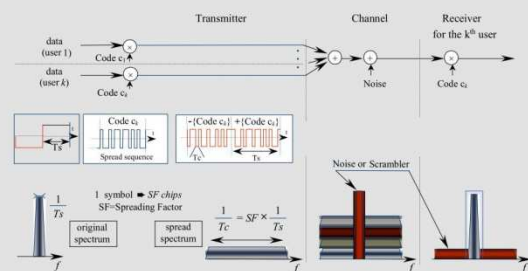 Transmitter
Channel
Receiver
for the kth user
data
(user 1)
Code c1
data
(user k)
Code ck
Noise
Code ck
Code ck
t
Ts
t
Spread sequence
-{Code ck} +{Code ck}
t
Tc
Ts
1/Ts
f
1 symbol ➨ SF chips
SF=Spreading Factor
original
spectrum
spread
spectrum
1/Tc = SF × 1/Ts
f
Noise or Scrambler
f
f